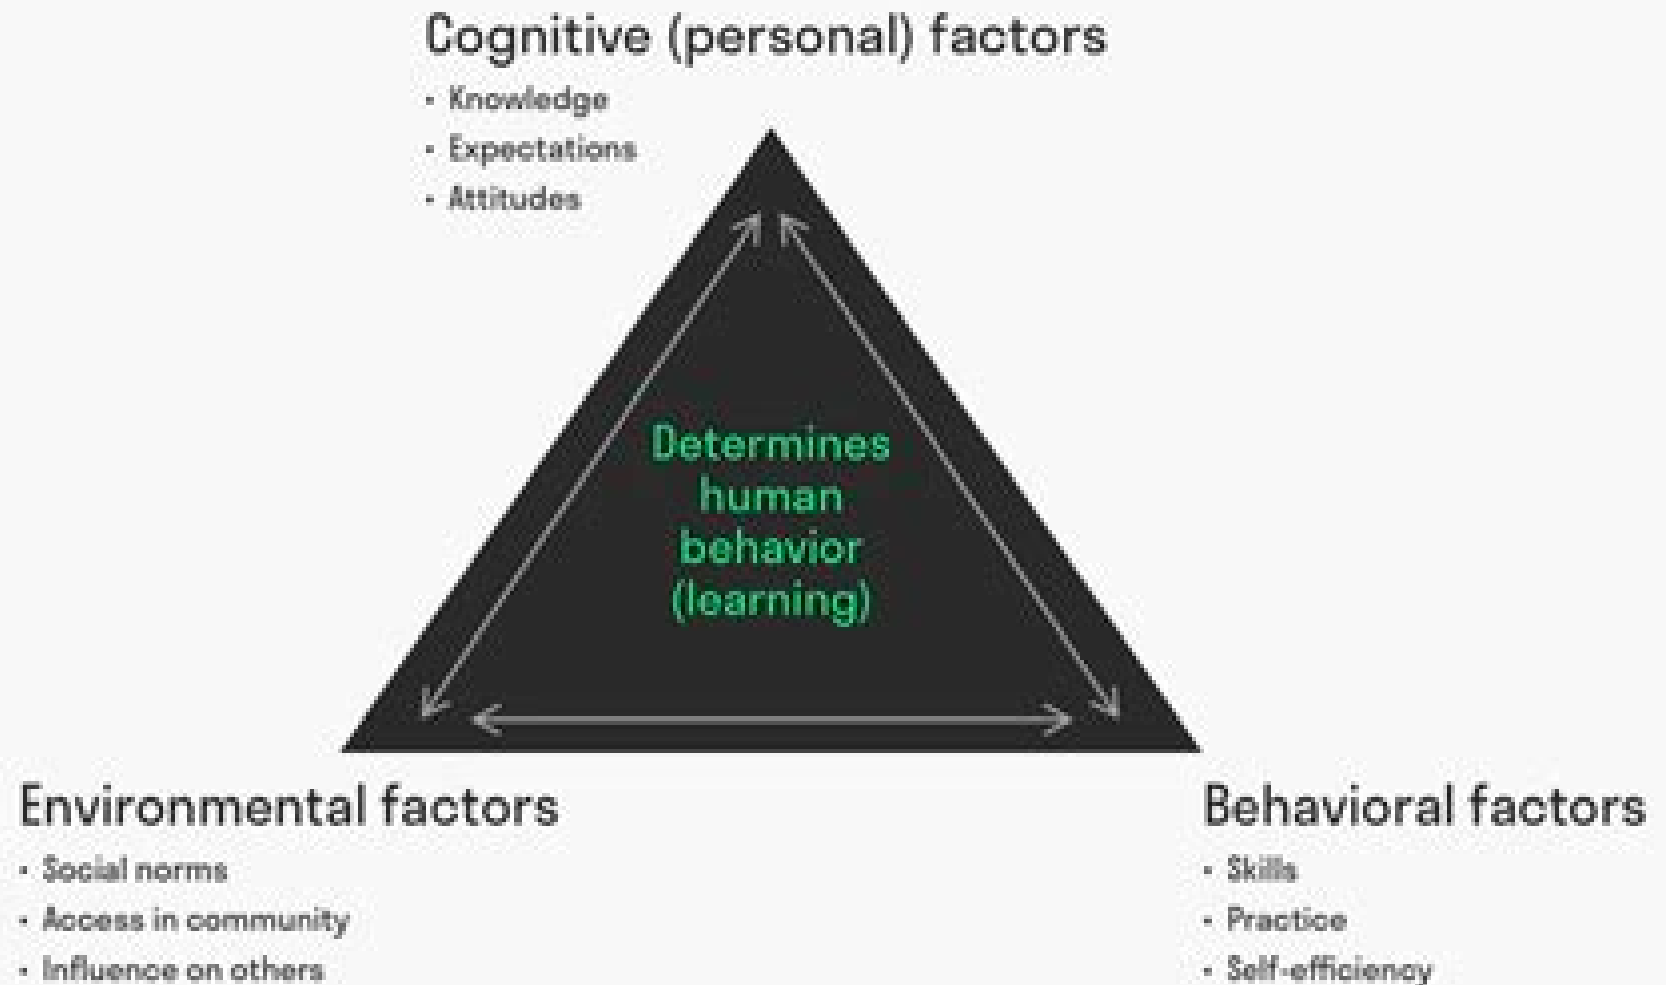 Cognitive (personal) factors
• Knowledge
• Expectations
• Attitudes
Determines
human
behavior
(learning)
Environmental factors
• Social norms
• Access in community
• Influence on others
Behavioral factors
• Skills
• Practice
• Self-efficiency